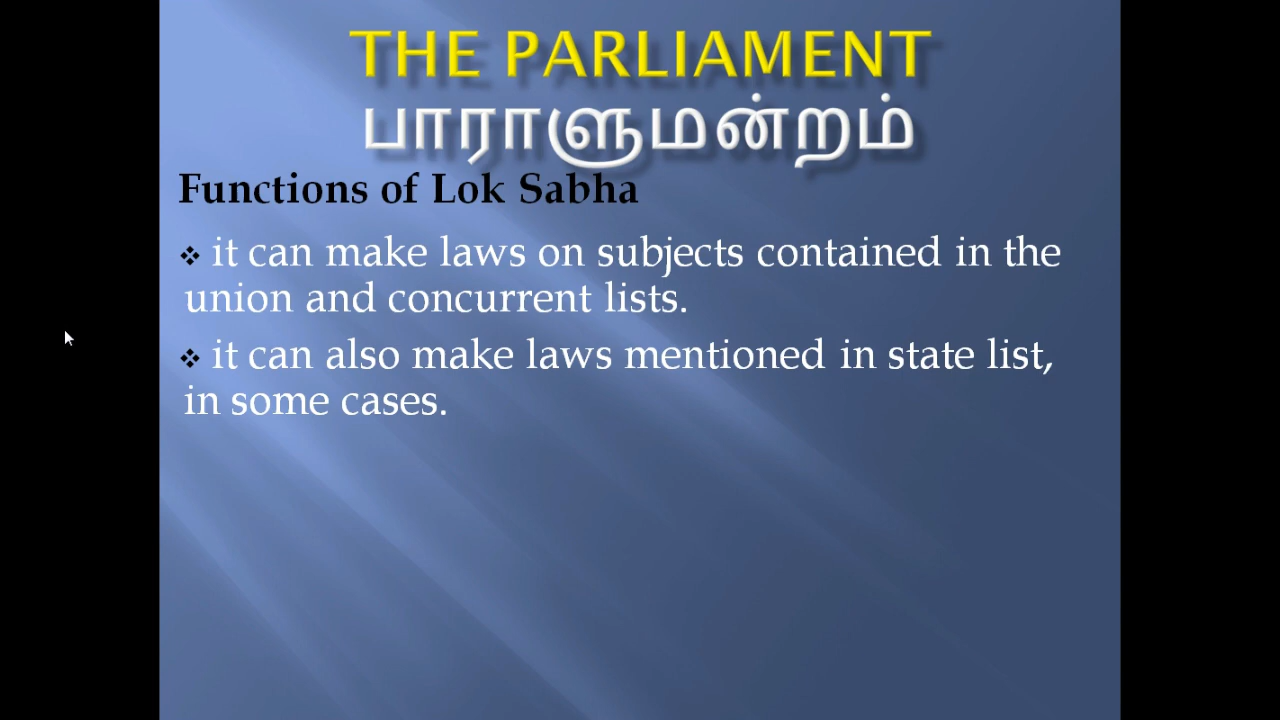 THE PARLIAMENT
பாராளுமன்றம்
Functions of Lok Sabha
❖ it can make laws on subjects contained in the
union and concurrent lists.
❖ it can also make laws mentioned in state list,
in some cases.